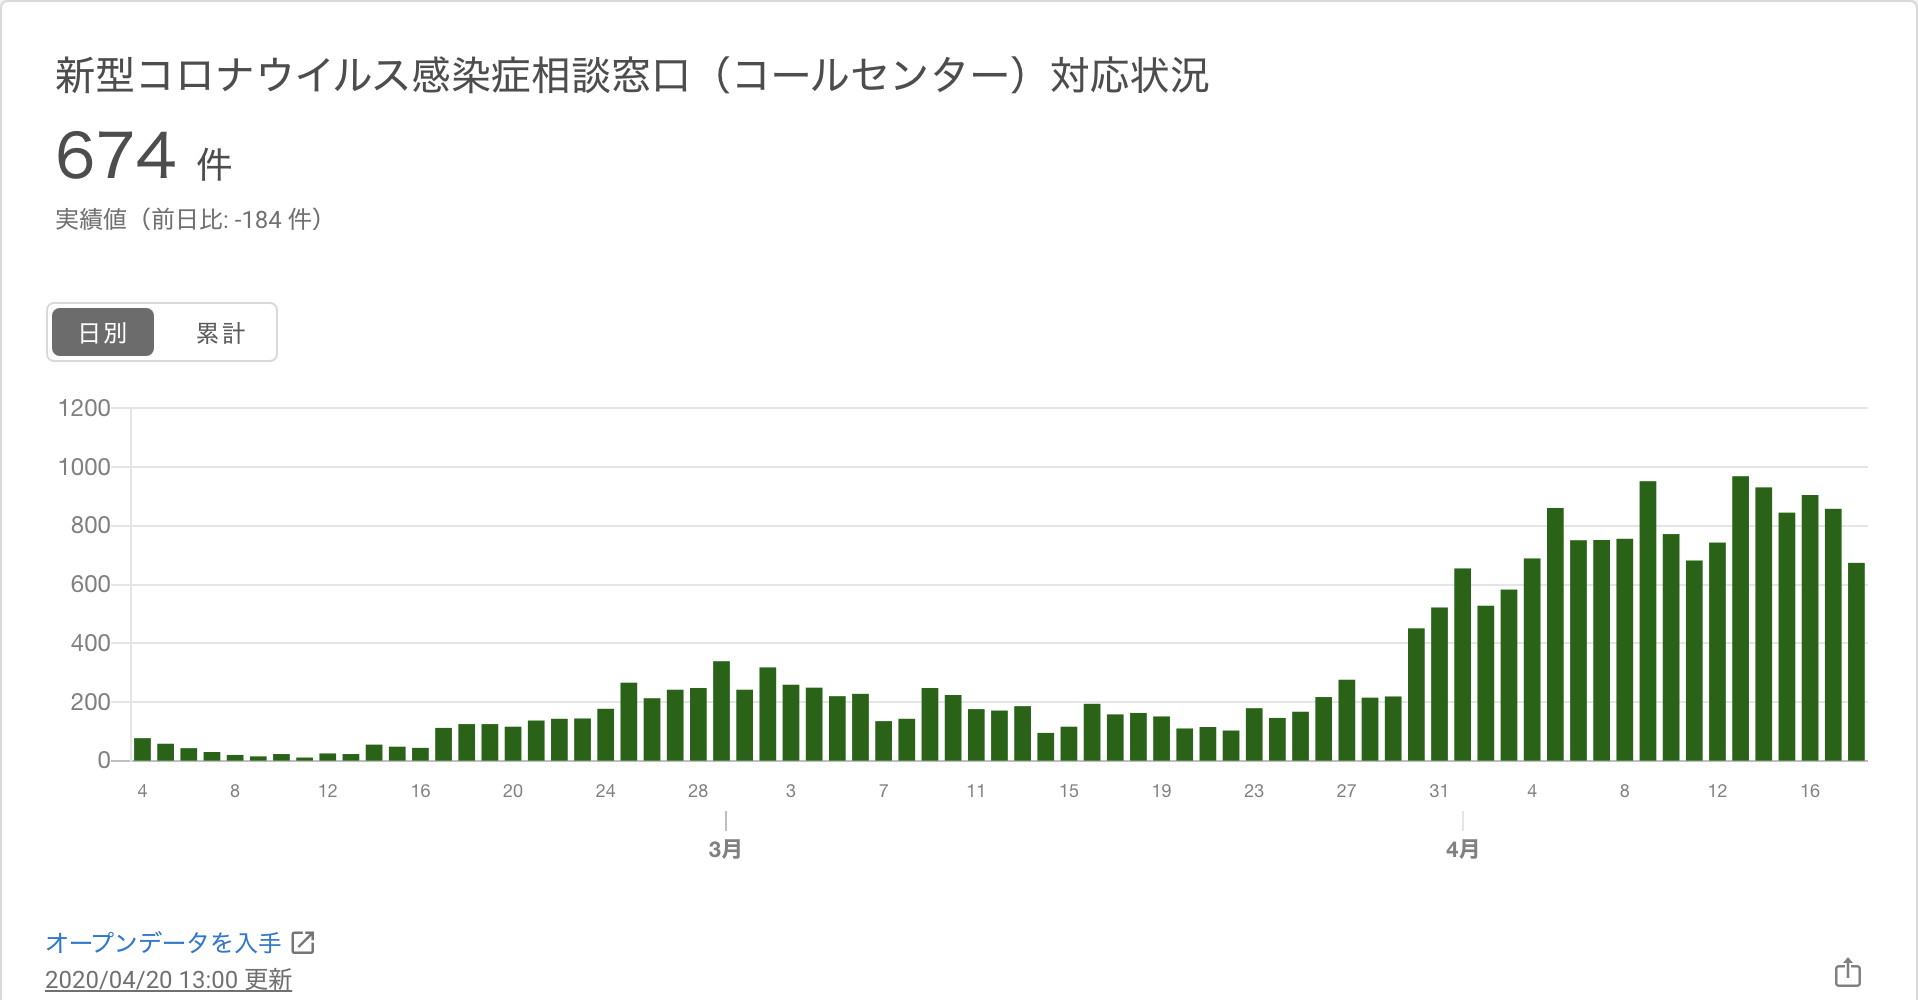 新型コロナウイルス感染症相談窓口（コールセンター）対応状況
674 件
実績値（前日比: -184 件）
日別 累計
1200
1000
800
600
400
200
0
4 8 12 16 20 24 28 3 7 11 15 19 23 27 31 4 8 12 16
3月 4月
オープンデータを入手
2020/04/20 13:00 更新